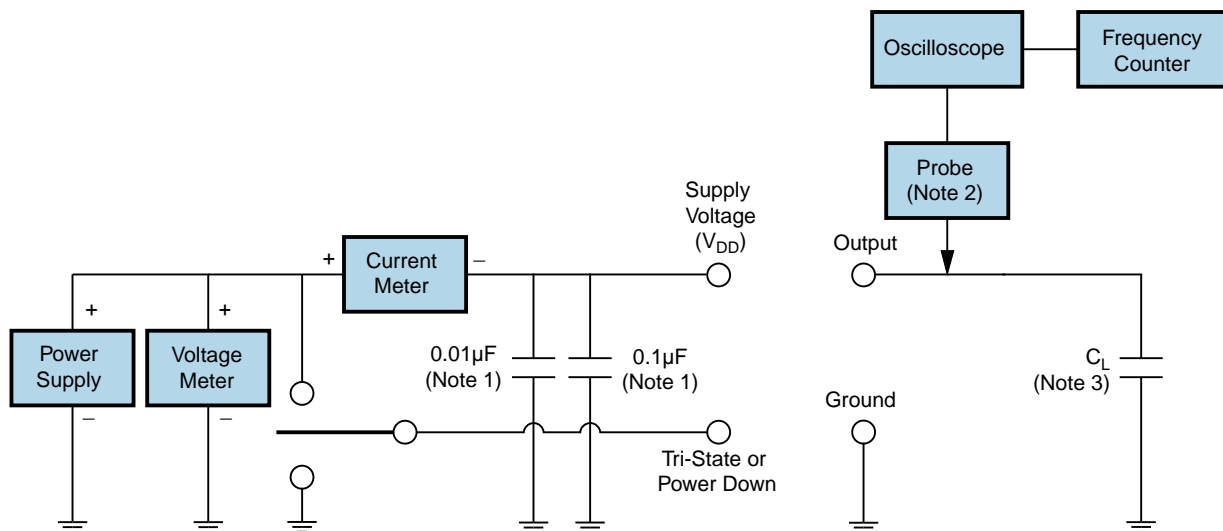 Oscilloscope
Frequency
Counter
Probe
(Note 2)
Supply
Voltage
(VDD)
Output
+
Current
Meter
–
+
Power
Supply
–
+
Voltage
Meter
–
0.01µF
(Note 1)
0.1µF
(Note 1)
CL
(Note 3)
Ground
Tri-State or
Power Down